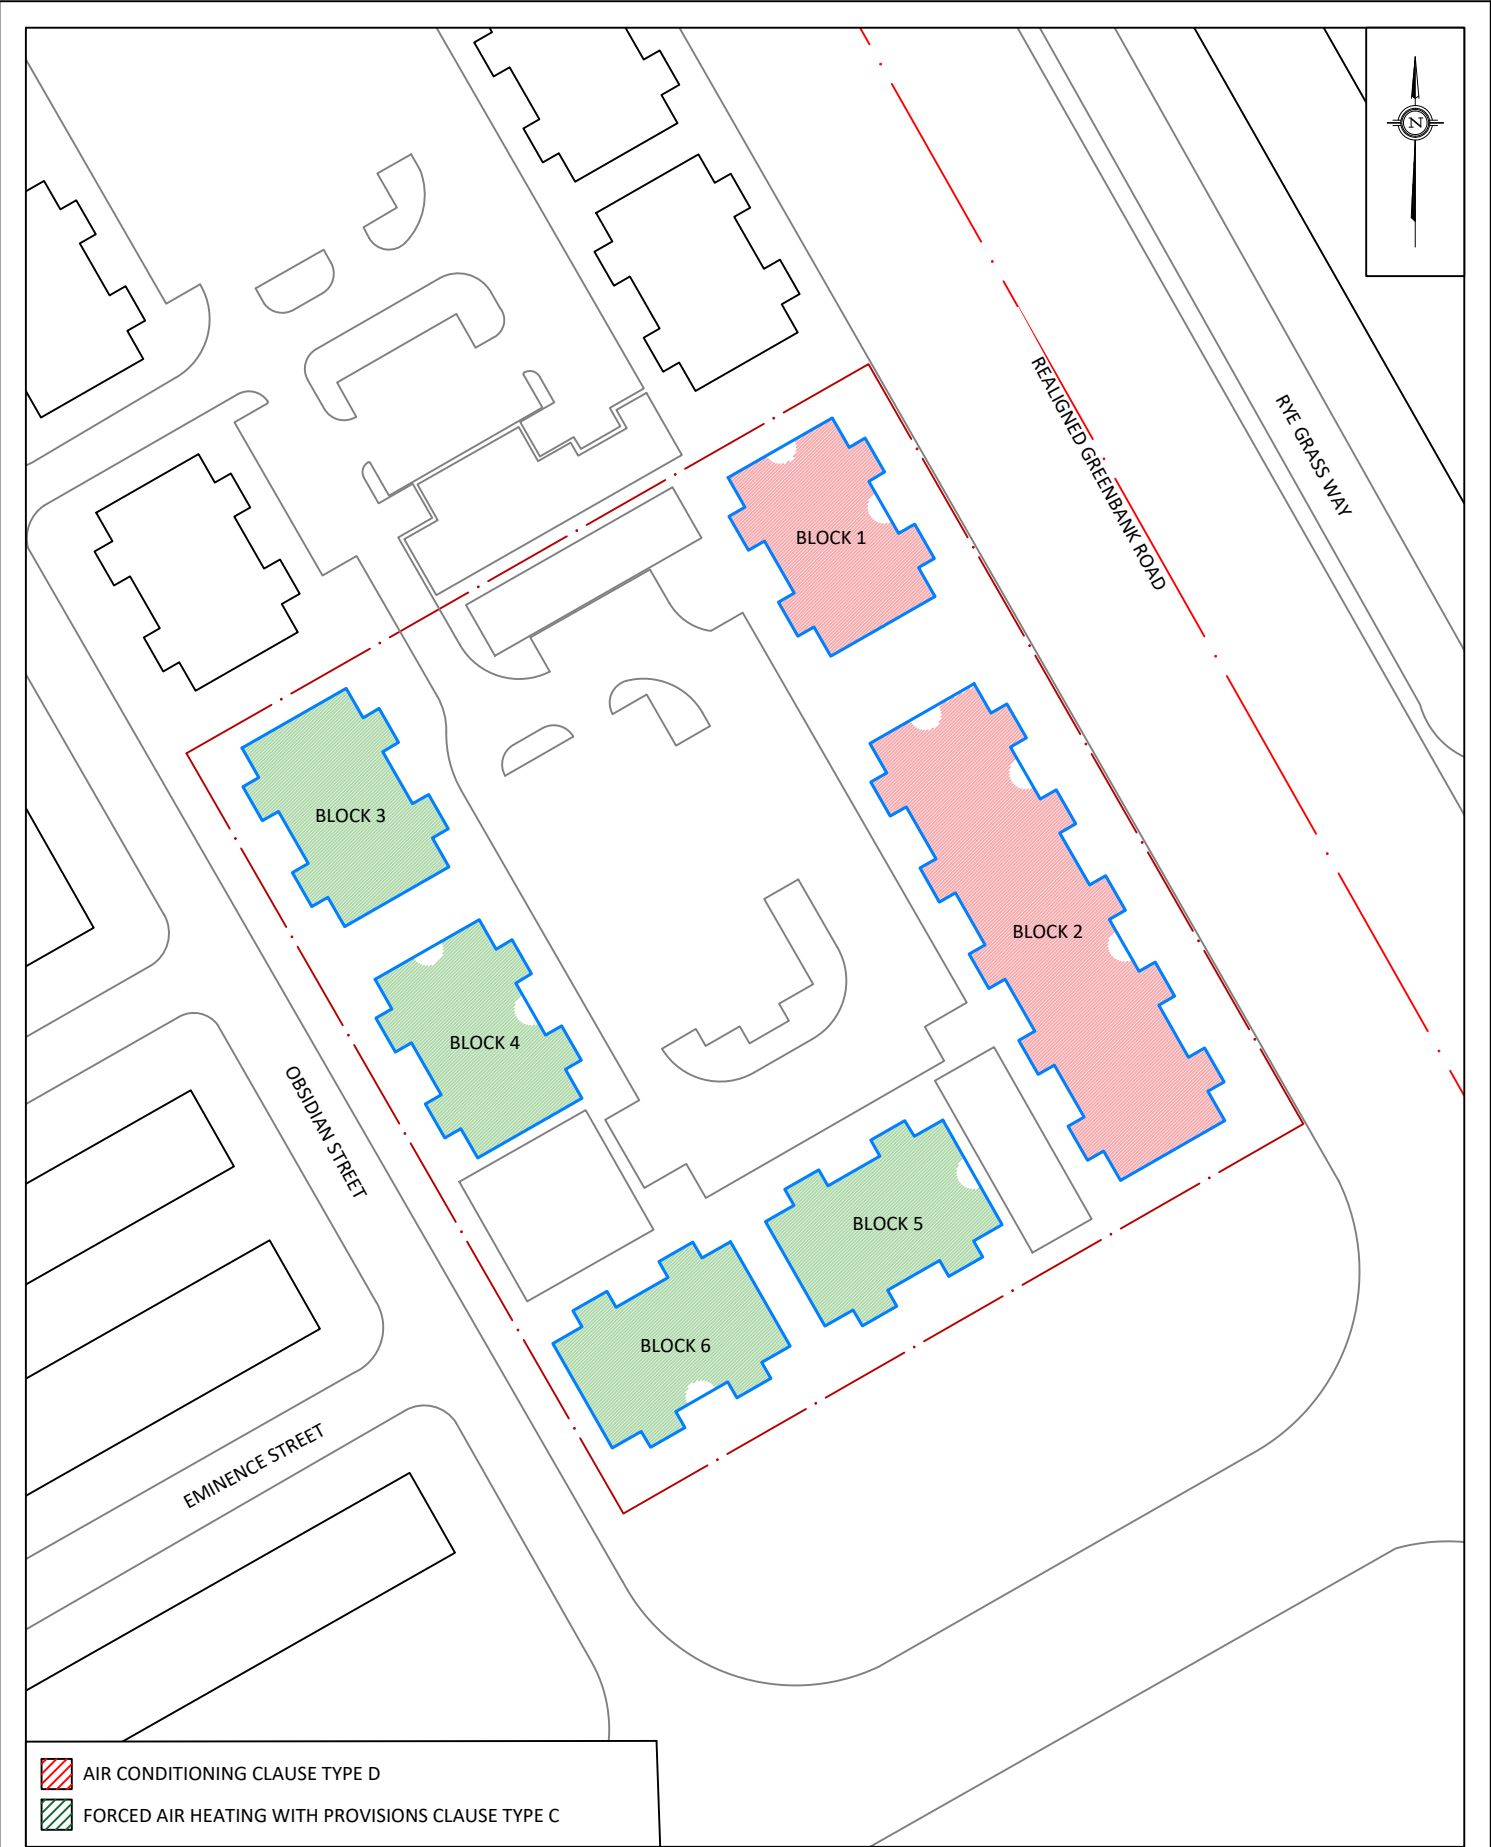 N
REALIGNED GREENBANK ROAD
RYE GRASS WAY
BLOCK 1
BLOCK 3
BLOCK 2
BLOCK 4
OBSIDIAN STREET
BLOCK 5
BLOCK 6
EMINENCE STREET
AIR CONDITIONING CLAUSE TYPE D
FORCED AIR HEATING WITH PROVISIONS CLAUSE TYPE C